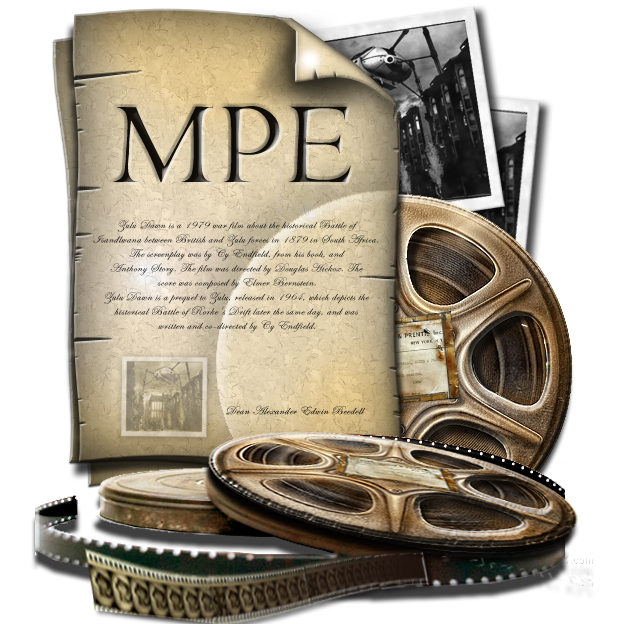 MPE
Zulu Dawn is a 1979 war film about the historical Battle of
Isandlwana between British and Zulu forces in 1879 in South Africa.
The screenplay was by Cy Endfield, from his book, and
Anthony Story. The film was directed by Douglas Hickox. The
score was composed by Elmer Bernstein.
Zulu Dawn is a prequel to Zulu, released in 1964, which depicts the
historical Battle of Rorke's Drift later the same day, and was
written and co-directed by Cy Endfield.
Dean Alexander Edwin Beedell
PRENTIS Inc.
NEW YORK, N.Y.
.com